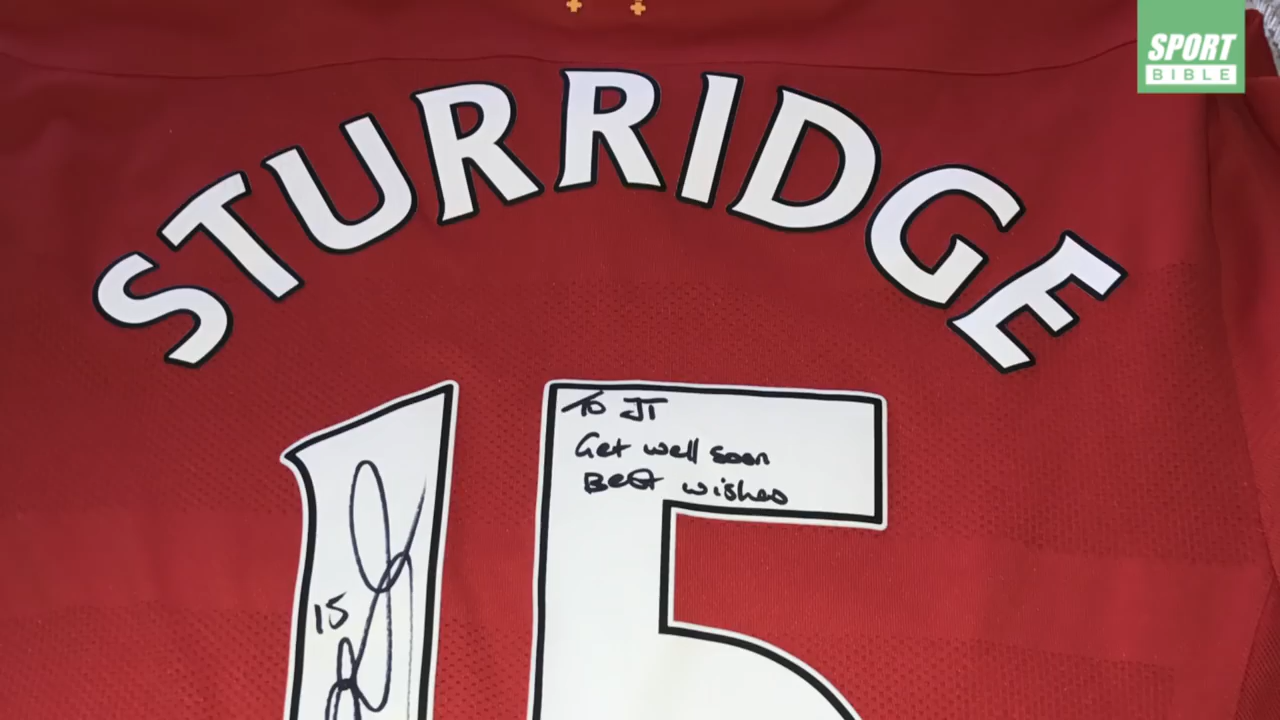 SPORT
BIBLE
STURRIDGE
15
To JT
Get well soon
Best wishes
15